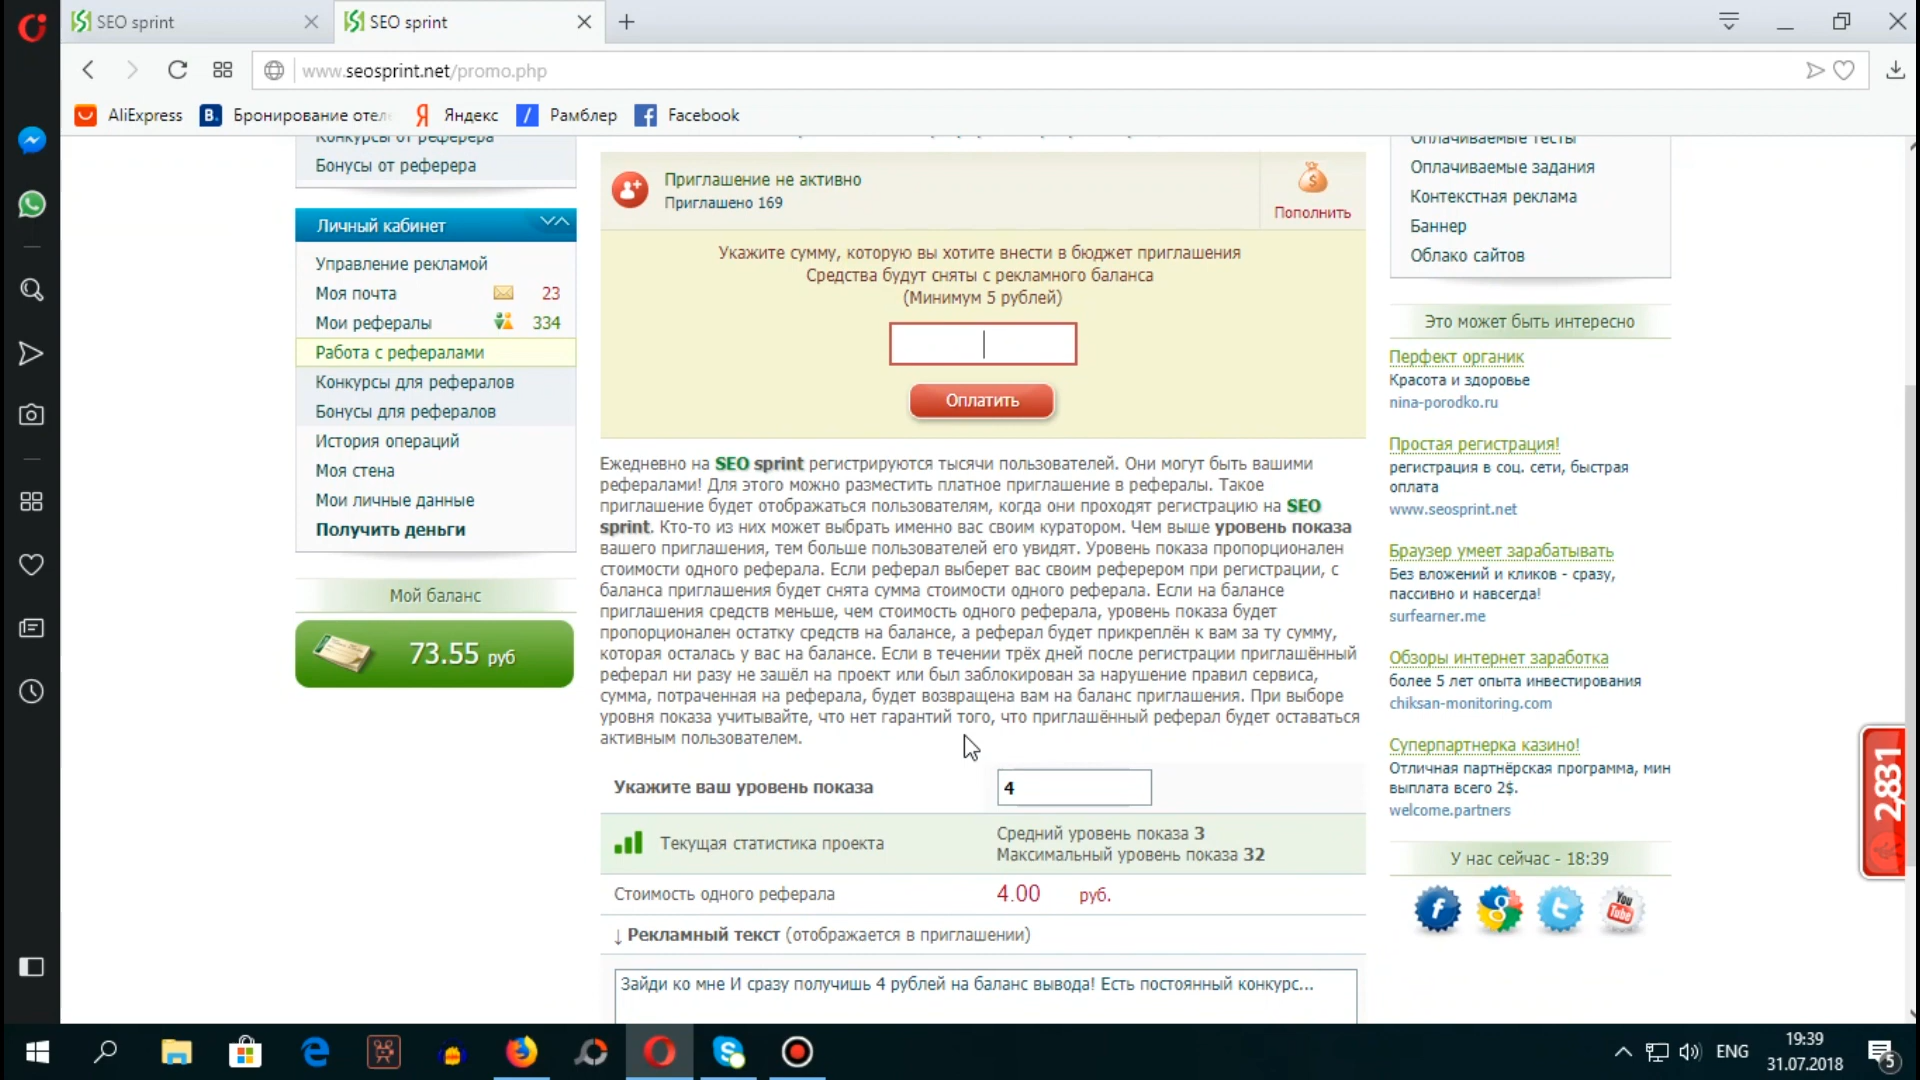 SEO sprint
SEO sprint
www.seosprint.net/promo.php
AliExpress
Бронирование отел
Яндекс
Рамблер
Facebook
Конкурсы от реферера
Бонусы от реферера
Личный кабинет
Управление рекламой
Моя почта 23
Мои рефералы 334
Работа с рефералами
Конкурсы для рефералов
Бонусы для рефералов
История операций
Моя стена
Мои личные данные
Получить деньги
Мой баланс
73.55 руб
Приглашение не активно
Приглашено 169
Пополнить
Укажите сумму, которую вы хотите внести в бюджет приглашения
Средства будут сняты с рекламного баланса
(Минимум 5 рублей)
Оплатить
Ежедневно на SEO sprint регистрируются тысячи пользователей. Они могут быть вашими
рефералами! Для этого можно разместить платное приглашение в рефералы. Такое
приглашение будет отображаться пользователям, когда они проходят регистрацию на SEO
sprint. Кто-то из них может выбрать именно вас своим куратором. Чем выше уровень показа
вашего приглашения, тем больше пользователей его увидят. Уровень показа пропорционален
стоимости одного реферала. Если реферал выберет вас своим реферером при регистрации, с
баланса приглашения будет снята сумма стоимости одного реферала. Если на балансе
приглашения средств меньше, чем стоимость одного реферала, уровень показа будет
пропорционален остатку средств на балансе, а реферал будет прикреплён к вам за ту сумму,
которая осталась у вас на балансе. Если в течении трёх дней после регистрации приглашённый
реферал ни разу не зашёл на проект или был заблокирован за нарушение правил сервиса,
сумма, потраченная на реферала, будет возвращена вам на баланс приглашения. При выборе
уровня показа учитывайте, что нет гарантий того, что приглашённый реферал будет оставаться
активным пользователем.
Укажите ваш уровень показа 4
Текущая статистика проекта
Средний уровень показа 3
Максимальный уровень показа 32
Стоимость одного реферала 4.00 руб.
↓ Рекламный текст (отображается в приглашении)
Зайди ко мне И сразу получишь 4 рублей на баланс вывода! Есть постоянный конкурс...
Оплачиваемые тесты
Оплачиваемые задания
Контекстная реклама
Баннер
Облако сайтов
Это может быть интересно
Перфект органик
Красота и здоровье
nina-porodko.ru
Простая регистрация!
регистрация в соц. сети, быстрая
оплата
www.seosprint.net
Браузер умеет зарабатывать
Без вложений и кликов - сразу,
пассивно и навсегда!
surfearner.me
Обзоры интернет заработка
более 5 лет опыта инвестирования
chiksan-monitoring.com
Суперпартнерка казино!
Отличная партнёрская программа, мин
выплата всего 2$.
welcome.partners
У нас сейчас - 18:39
You
Tube
2,881
ENG
19:39
31.07.2018
5